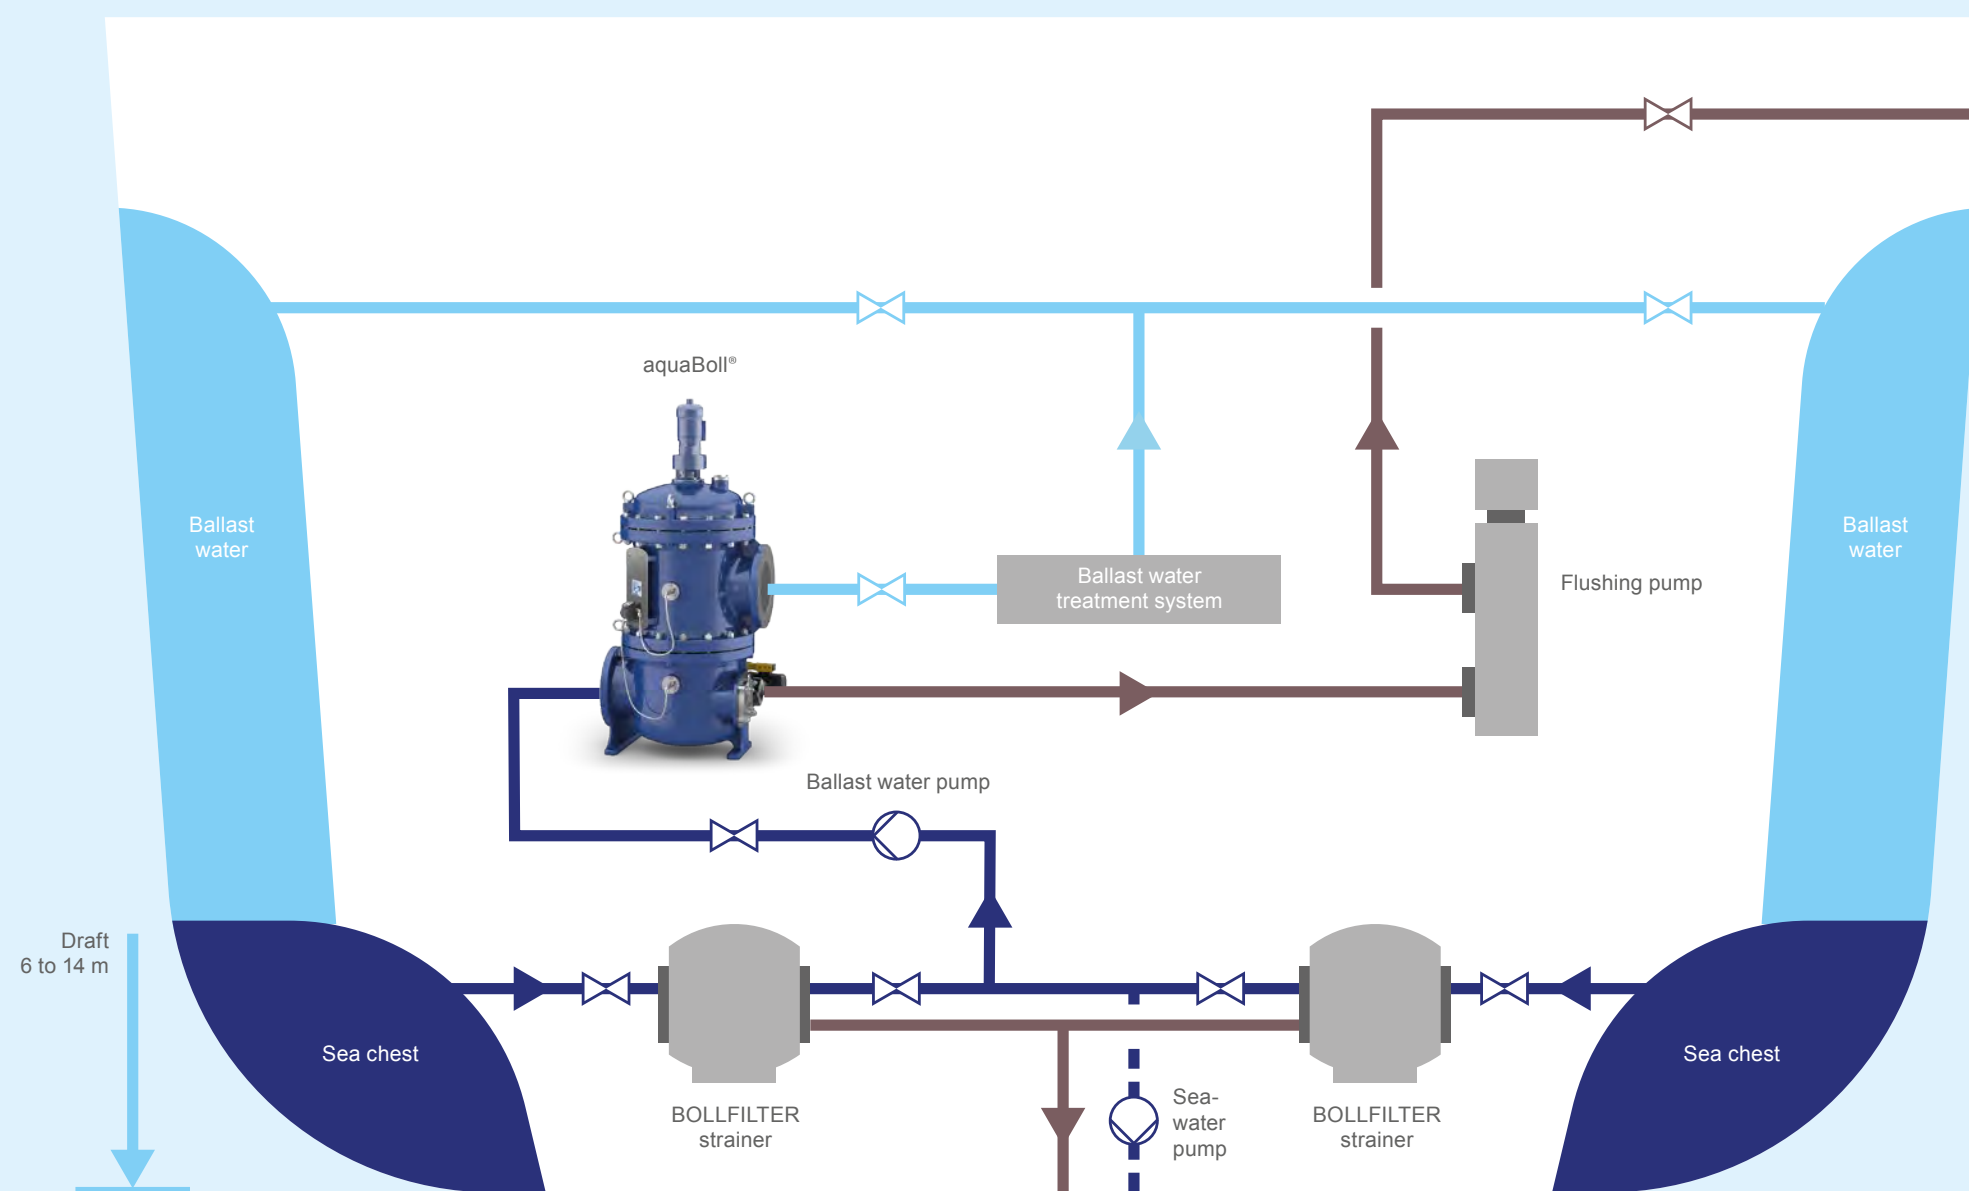 aquaBoll®
Ballast
water
Ballast
water
Ballast water
treatment system
Flushing pump
Ballast water pump
Draft
6 to 14 m
Sea chest
Sea chest
BOLLFILTER
strainer
Sea-
water
pump
BOLLFILTER
strainer